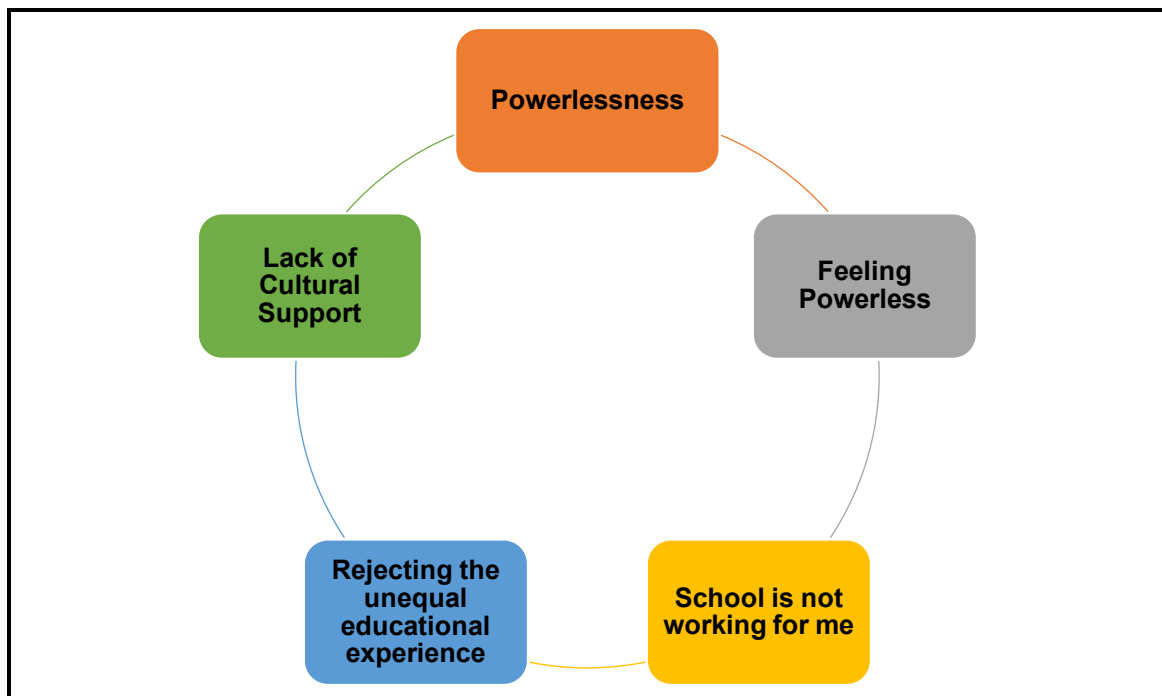 Powerlessness
Feeling
Powerless
School is not
working for me
Rejecting the
unequal
educational
experience
Lack of
Cultural
Support